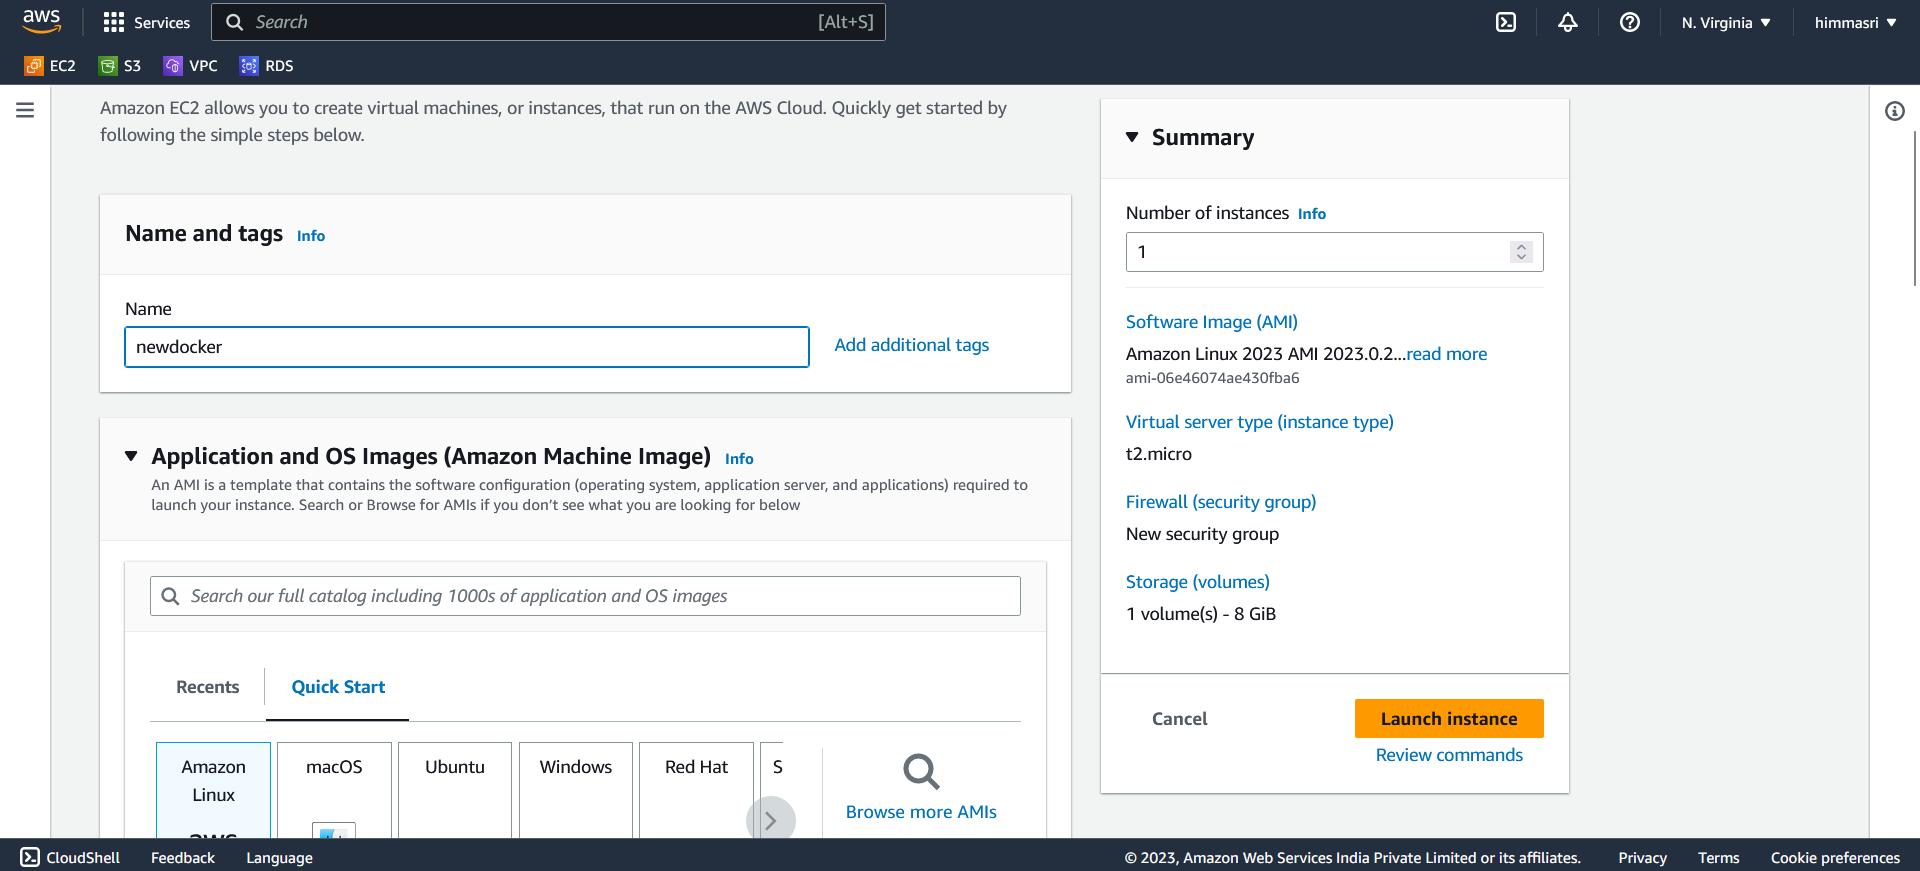 aws
Services
Search
[Alt+S]
N. Virginia
himmasri
EC2
S3
VPC
RDS
Amazon EC2 allows you to create virtual machines, or instances, that run on the AWS Cloud. Quickly get started by
following the simple steps below.
Name and tags Info
Name
newdocker
Add additional tags
Application and OS Images (Amazon Machine Image) Info
An AMI is a template that contains the software configuration (operating system, application server, and applications) required to
launch your instance. Search or Browse for AMIs if you don’t see what you are looking for below
Search our full catalog including 1000s of application and OS images
Recents
Quick Start
Amazon
Linux
aws
macOS
Ubuntu
Windows
Red Hat
S
Browse more AMIs
Summary
Number of instances Info
1
Software Image (AMI)
Amazon Linux 2023 AMI 2023.0.2...read more
ami-06e46074ae430fba6
Virtual server type (instance type)
t2.micro
Firewall (security group)
New security group
Storage (volumes)
1 volume(s) - 8 GiB
Cancel
Launch instance
Review commands
CloudShell
Feedback
Language
© 2023, Amazon Web Services India Private Limited or its affiliates.
Privacy
Terms
Cookie preferences